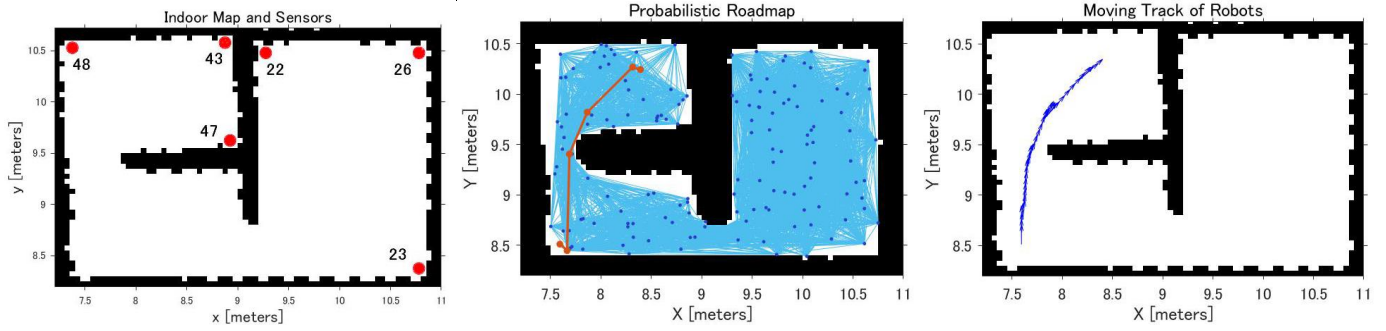 Indoor Map and Sensors
10.5
10
9.5
9
8.5
y [meters]
48
43
22
26
47
23
7.5 8 8.5 9 9.5 10 10.5 11
x [meters]
Probabilistic Roadmap
10.5
10
9.5
9
8.5
Y [meters]
7.5 8 8.5 9 9.5 10 10.5 11
X [meters]
Moving Track of Robots
10.5
10
9.5
9
8.5
Y [meters]
7.5 8 8.5 9 9.5 10 10.5 11
X [meters]